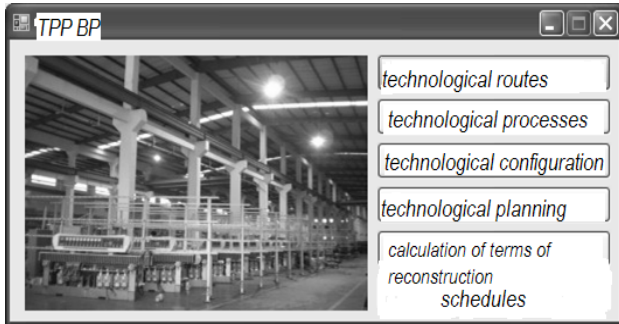 TPP BP
technological routes
technological processes
technological configuration
technological planning
calculation of terms of
reconstruction
schedules